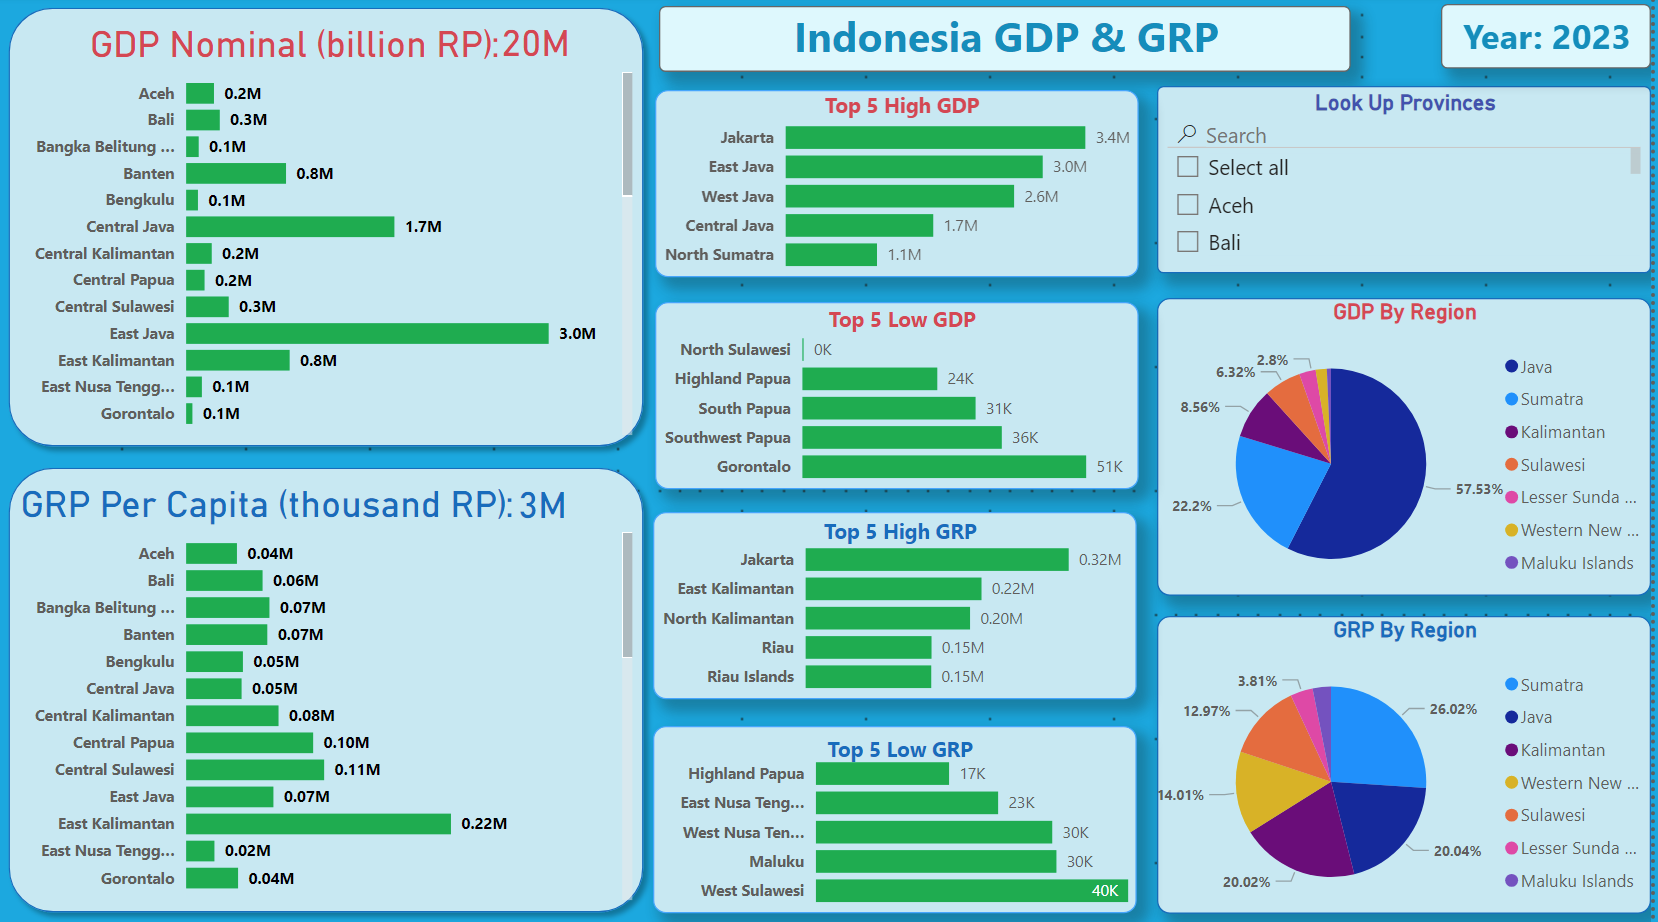 GDP Nominal (billion RP): 20M
Aceh 0.2M
Bali 0.3M
Bangka Belitung ... 0.1M
Banten 0.8M
Bengkulu 0.1M
Central Java 1.7M
Central Kalimantan 0.2M
Central Papua 0.2M
Central Sulawesi 0.3M
East Java 3.0M
East Kalimantan 0.8M
East Nusa Tengg... 0.1M
Gorontalo 0.1M
GRP Per Capita (thousand RP): 3M
Aceh 0.04M
Bali 0.06M
Bangka Belitung ... 0.07M
Banten 0.07M
Bengkulu 0.05M
Central Java 0.05M
Central Kalimantan 0.08M
Central Papua 0.10M
Central Sulawesi 0.11M
East Java 0.07M
East Kalimantan 0.22M
East Nusa Tengg... 0.02M
Gorontalo 0.04M
Indonesia GDP & GRP
Year: 2023
Top 5 High GDP
Jakarta 3.4M
East Java 3.0M
West Java 2.6M
Central Java 1.7M
North Sumatra 1.1M
Top 5 Low GDP
North Sulawesi 0K
Highland Papua 24K
South Papua 31K
Southwest Papua 36K
Gorontalo 51K
Top 5 High GRP
Jakarta 0.32M
East Kalimantan 0.22M
North Kalimantan 0.20M
Riau 0.15M
Riau Islands 0.15M
Top 5 Low GRP
Highland Papua 17K
East Nusa Teng... 23K
West Nusa Ten... 30K
Maluku 30K
West Sulawesi 40K
Look Up Provinces
Search
Select all
Aceh
Bali
GDP By Region
2.8%
6.32%
8.56%
22.2%
57.53%
Java
Sumatra
Kalimantan
Sulawesi
Lesser Sunda ...
Western New ...
Maluku Islands
GRP By Region
3.81%
12.97%
14.01%
20.02%
26.02%
20.04%
Sumatra
Java
Kalimantan
Western New ...
Sulawesi
Lesser Sunda ...
Maluku Islands